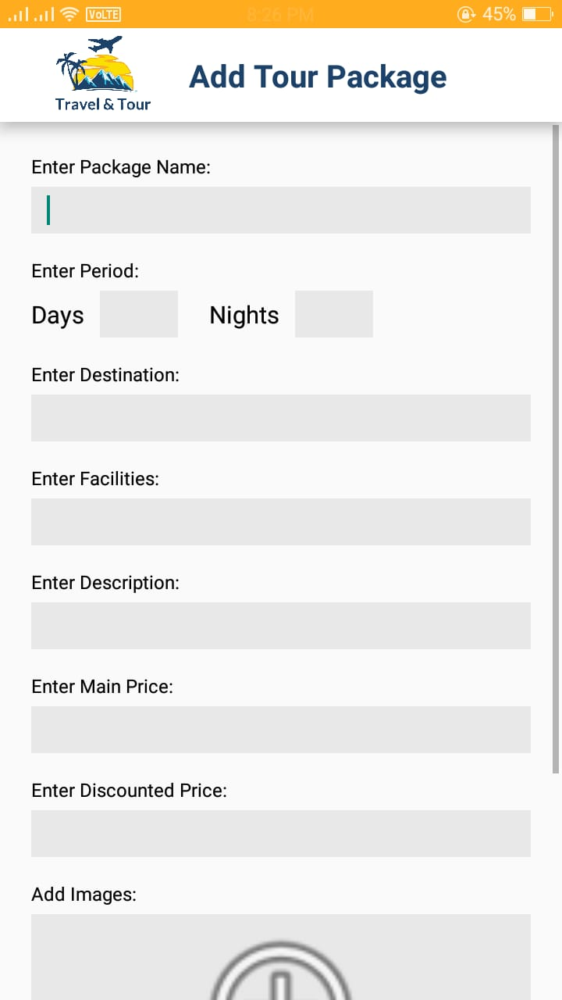 VoLTE 8:26 PM 45%
Travel & Tour
Add Tour Package
Enter Package Name:
Enter Period:
Days Nights
Enter Destination:
Enter Facilities:
Enter Description:
Enter Main Price:
Enter Discounted Price:
Add Images: